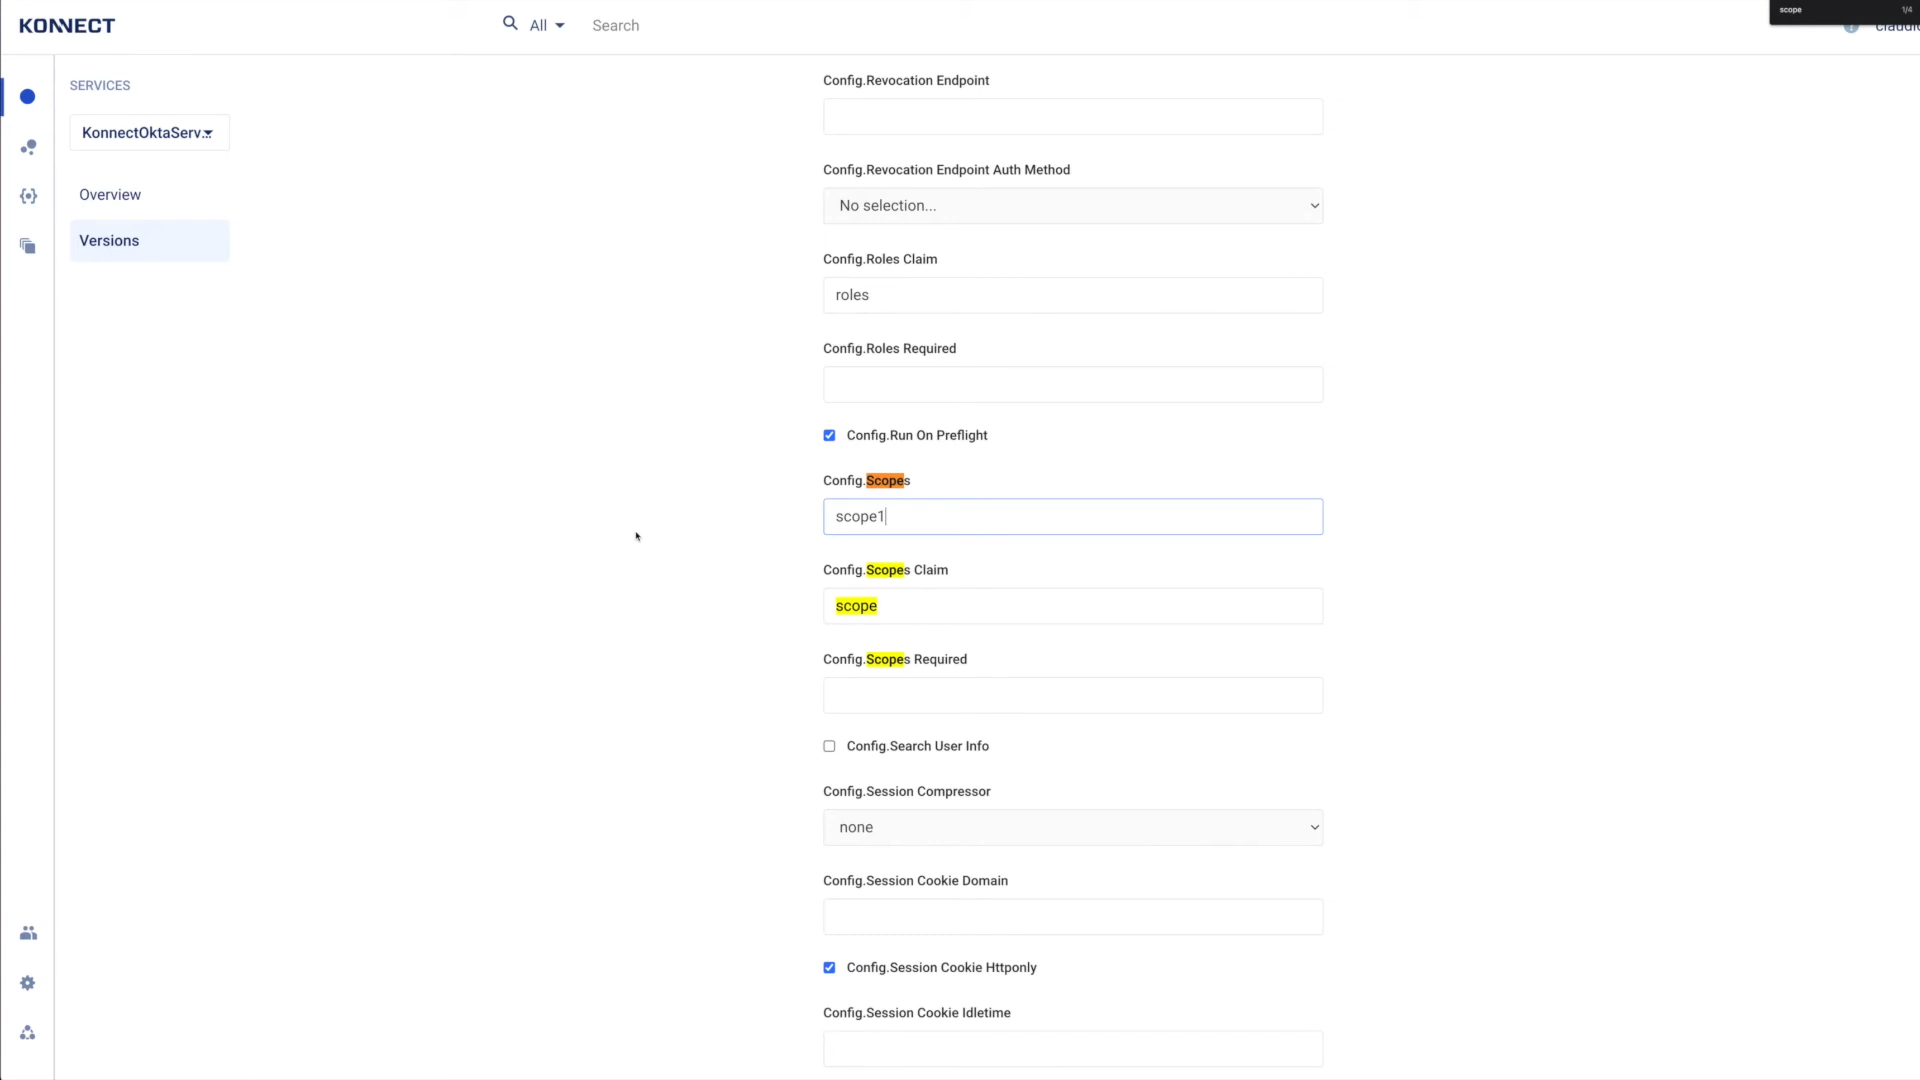 KONNECT
All
Search
scope
1/4
SERVICES
KonnectOktaServ...
Overview
Versions
Config.Revocation Endpoint
Config.Revocation Endpoint Auth Method
No selection...
Config.Roles Claim
roles
Config.Roles Required
Config.Run On Preflight
Config.Scopes
scope1
Config.Scopes Claim
scope
Config.Scopes Required
Config.Search User Info
Config.Session Compressor
none
Config.Session Cookie Domain
Config.Session Cookie Httponly
Config.Session Cookie Idletime